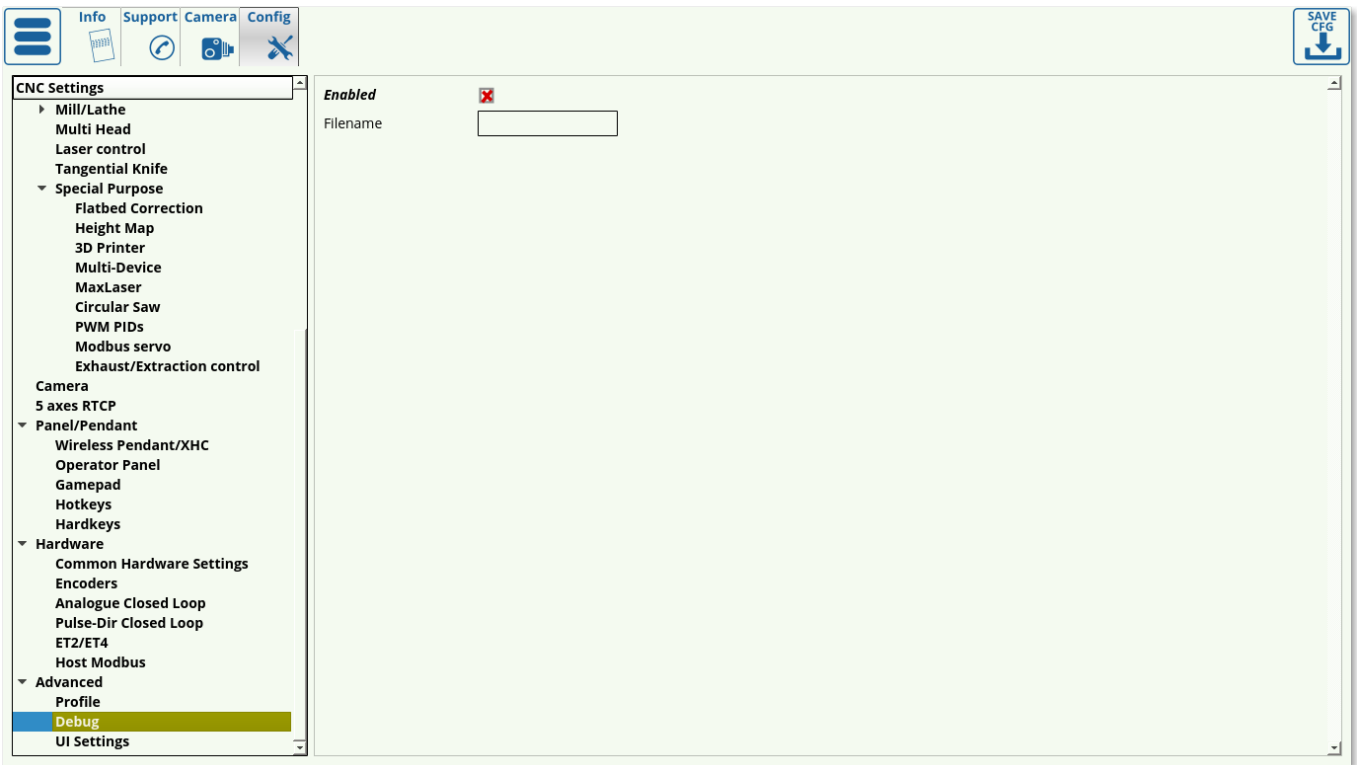 Info Support Camera Config
SAVE
CFG
CNC Settings
Mill/Lathe
Multi Head
Laser control
Tangential Knife
Special Purpose
Flatbed Correction
Height Map
3D Printer
Multi-Device
MaxLaser
Circular Saw
PWM PIDs
Modbus servo
Exhaust/Extraction control
Camera
5 axes RTCP
Panel/Pendant
Wireless Pendant/XHC
Operator Panel
Gamepad
Hotkeys
Hardkeys
Hardware
Common Hardware Settings
Encoders
Analogue Closed Loop
Pulse-Dir Closed Loop
ET2/ET4
Host Modbus
Advanced
Profile
Debug
UI Settings
Enabled
Filename